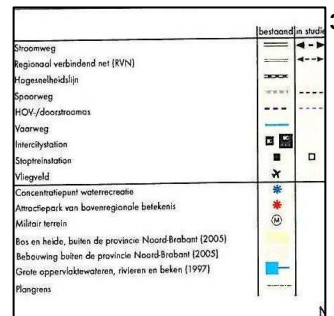 bestaand in studie
Stroomweg
Regionaal verbindend net (RVN)
Hogesnelheidslijn
Spoorweg
HOV-/doorstroomas
Vaarweg
Intercitystation
Stoptreinstation
Vliegveld
Concentratiepunt waterrecreatie
Attractiepark van bovenregionale betekenis
Militair terrein
M
Bos en heide, buiten de provincie Noord-Brabant (2005)
Bebouwing buiten de provincie Noord-Brabant (2005)
Grote oppervlaktewateren, rivieren en beken (1997)
Plangrens